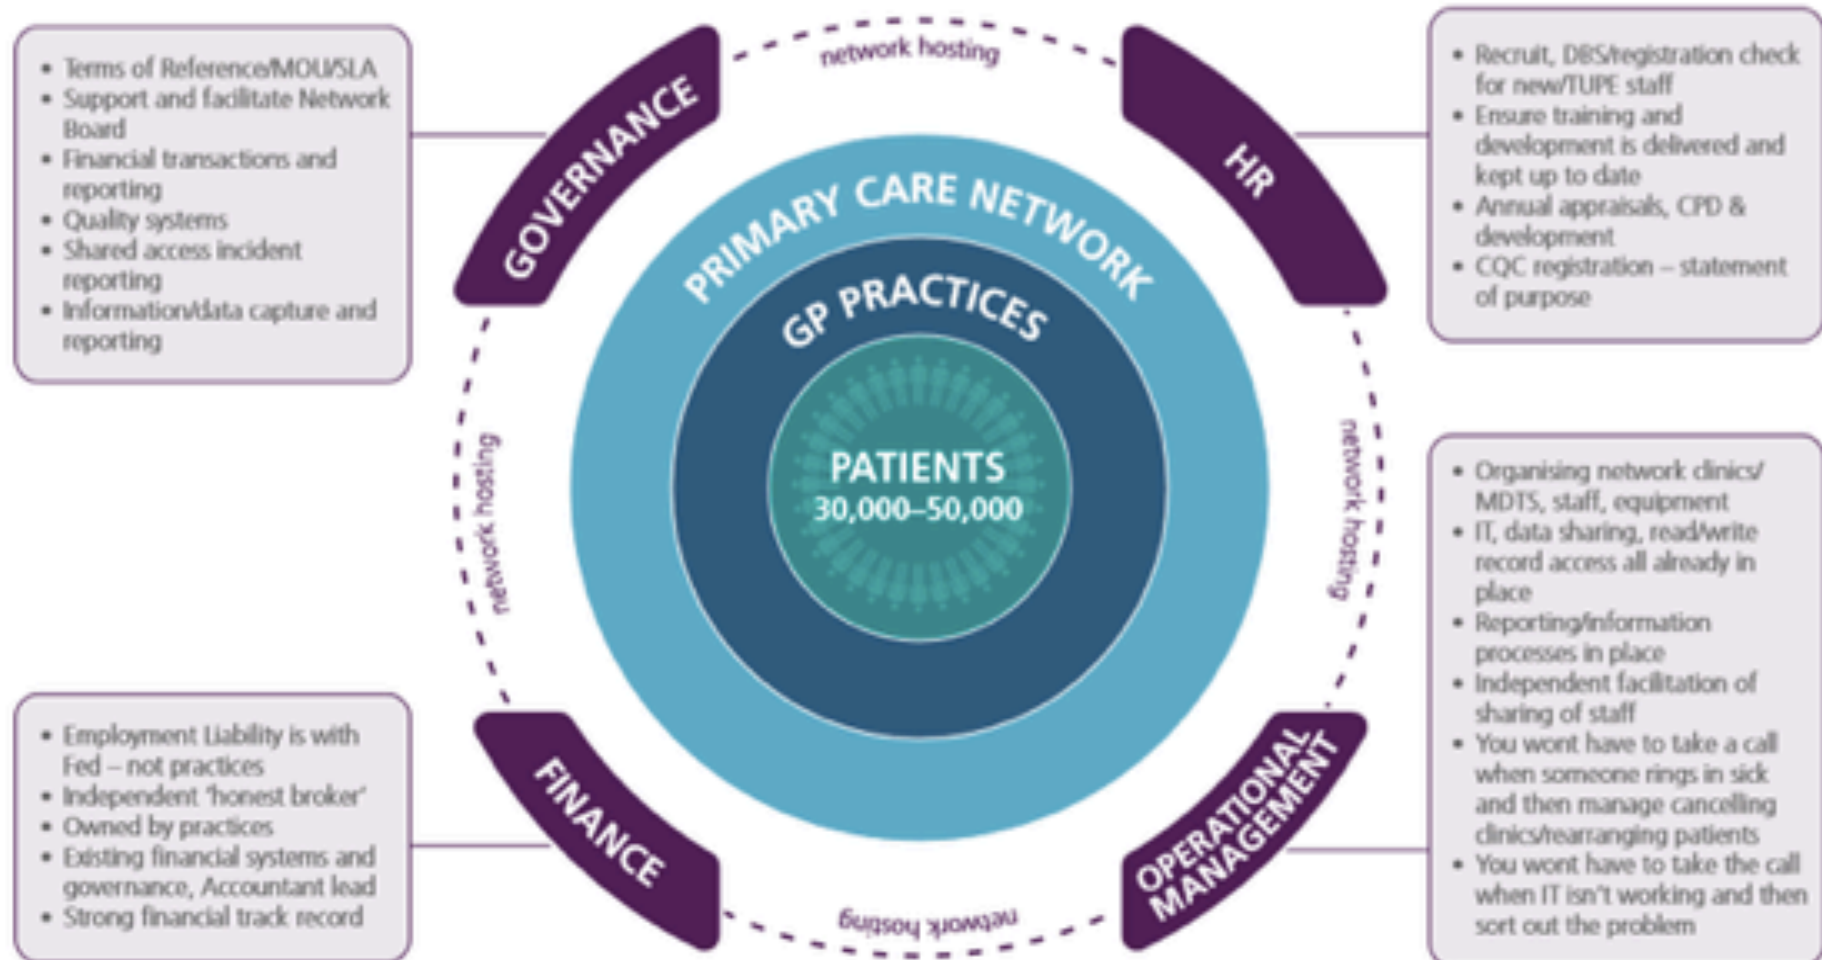 • Terms of Reference/MOU/SLA
• Support and facilitate Network
Board
• Financial transactions and
reporting
• Quality systems
• Shared access incident
reporting
• Information/data capture and
reporting
GOVERNANCE
network hosting
HR
• Recruit, DBS/registration check
for new/TUPE staff
• Ensure training and
development is delivered and
kept up to date
• Annual appraisals, CPD &
development
• CQC registration – statement
of purpose
PRIMARY CARE NETWORK
GP PRACTICES
PATIENTS
30,000–50,000
network hosting
network hosting
• Employment Liability is with
Fed – not practices
• Independent ‘honest broker’
• Owned by practices
• Existing financial systems and
governance, Accountant lead
• Strong financial track record
FINANCE
network hosting
OPERATIONAL
MANAGEMENT
• Organising network clinics/
MDTS, staff, equipment
• IT, data sharing, read/write
record access all already in
place
• Reporting/information
processes in place
• Independent facilitation of
sharing of staff
• You wont have to take a call
when someone rings in sick
and then manage cancelling
clinics/rearranging patients
• You wont have to take the call
when IT isn’t working and then
sort out the problem